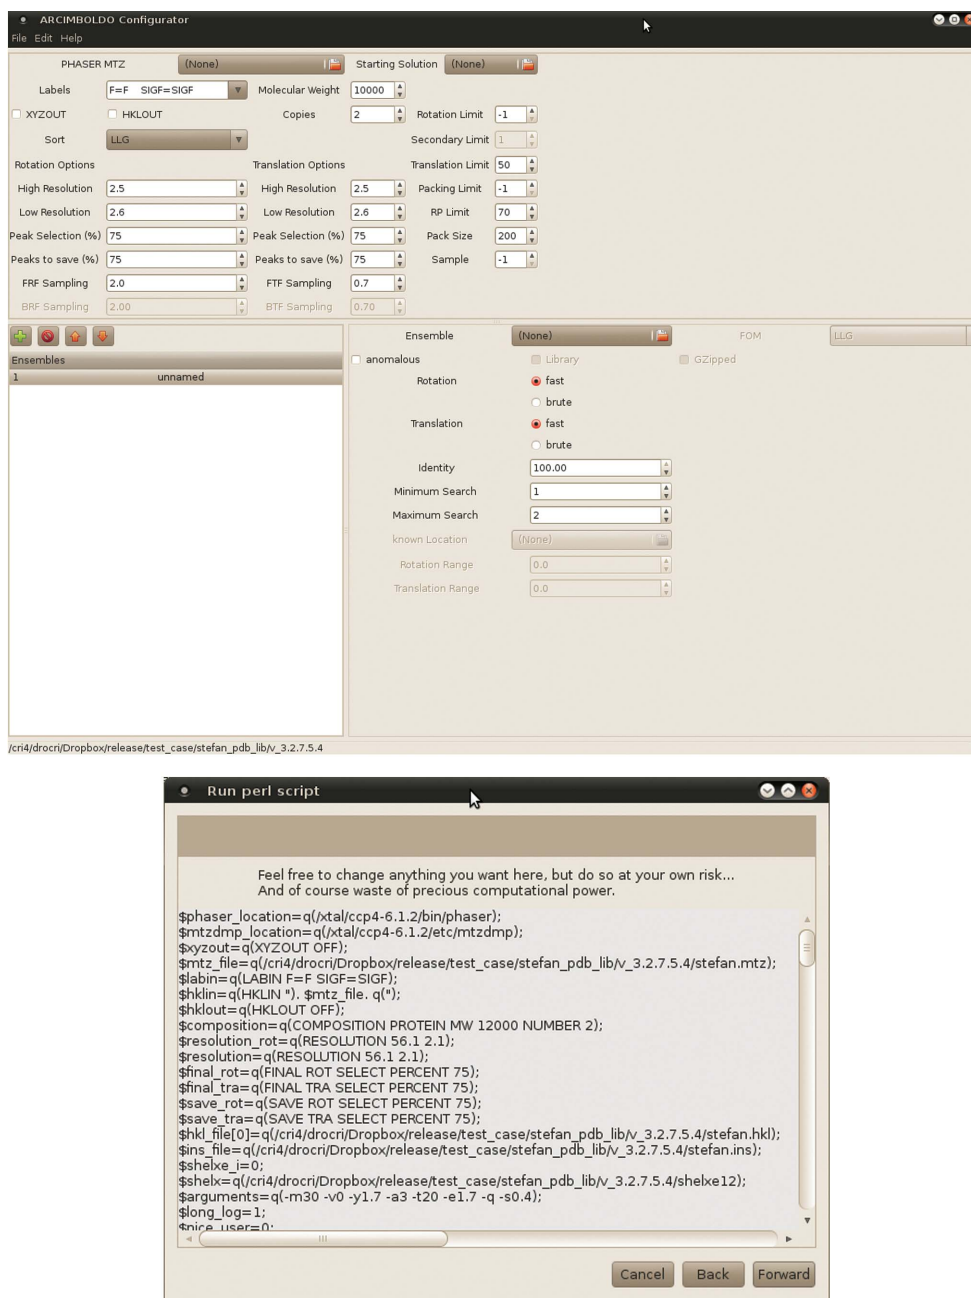 ARCIMBOLDO Configurator
File Edit Help
PHASER MTZ (None) Starting Solution (None)
Labels F=F SIGF=SIGF Molecular Weight 10000
XYZOUT HKLOUT Copies 2 Rotation Limit -1
Sort LLG Secondary Limit 1
Rotation Options Translation Options Translation Limit 50
High Resolution 2.5 High Resolution 2.5 Packing Limit -1
Low Resolution 2.6 Low Resolution 2.6 RP Limit 70
Peak Selection (%) 75 Peak Selection (%) 75 Pack Size 200
Peaks to save (%) 75 Peaks to save (%) 75 Sample -1
FRF Sampling 2.0 FTF Sampling 0.7
BRF Sampling 2.00 BTF Sampling 0.70
Ensemble (None) FOM LLG
Ensembles anomalous Library GZipped
1 unnamed Rotation fast
brute
Translation fast
brute
Identity 100.00
Minimum Search 1
Maximum Search 2
known Location (None)
Rotation Range 0.0
Translation Range 0.0
/cri4/drocri/Dropbox/release/test_case/stefan_pdb_lib/v_3.2.7.5.4
Run perl script
Feel free to change anything you want here, but do so at your own risk...
And of course waste of precious computational power.
$phaser_location=q(/xtal/ccp4-6.1.2/bin/phaser);
$mtzdmp_location=q(/xtal/ccp4-6.1.2/etc/mtzdmp);
$xyzout=q(XYZOUT OFF);
$mtz_file=q(/cri4/drocri/Dropbox/release/test_case/stefan_pdb_lib/v_3.2.7.5.4/stefan.mtz);
$labin=q(LABIN F=F SIGF=SIGF);
$hklin=q(HKLIN "). $mtz_file. q(");
$hklout=q(HKLOUT OFF);
$composition=q(COMPOSITION PROTEIN MW 12000 NUMBER 2);
$resolution_rot=q(RESOLUTION 56.1 2.1);
$resolution=q(RESOLUTION 56.1 2.1);
$final_rot=q(FINAL ROT SELECT PERCENT 75);
$final_tra=q(FINAL TRA SELECT PERCENT 75);
$save_rot=q(SAVE ROT SELECT PERCENT 75);
$save_tra=q(SAVE TRA SELECT PERCENT 75);
$hkl_file[0]=q(/cri4/drocri/Dropbox/release/test_case/stefan_pdb_lib/v_3.2.7.5.4/stefan.hkl);
$ins_file=q(/cri4/drocri/Dropbox/release/test_case/stefan_pdb_lib/v_3.2.7.5.4/stefan.ins);
$shelxe_i=0;
$shelx=q(/cri4/drocri/Dropbox/release/test_case/stefan_pdb_lib/v_3.2.7.5.4/shelxe12);
$arguments=q(-m30 -v0 -y1.7 -a3 -t20 -e1.7 -q -s0.4);
$long_log=1;
$nice_user=0;
Cancel Back Forward